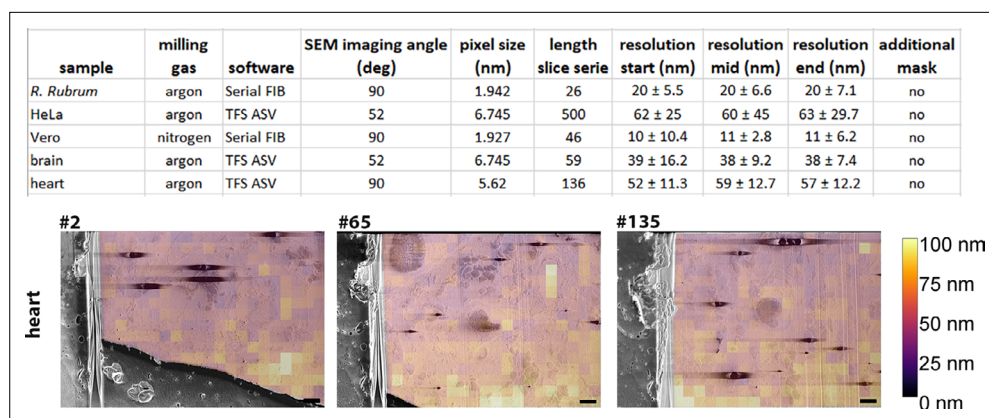 sample milling gas software SEM imaging angle (deg) pixel size (nm) length slice serie resolution start (nm) resolution mid (nm) resolution end (nm) additional mask
R. Rubrum argon Serial FIB 90 1.942 26 20 ± 5.5 20 ± 6.6 20 ± 7.1 no
HeLa argon TFS ASV 52 6.745 500 62 ± 25 60 ± 45 63 ± 29.7 no
Vero nitrogen Serial FIB 90 1.927 46 10 ± 10.4 11 ± 2.8 11 ± 6.2 no
brain argon TFS ASV 52 6.745 59 39 ± 16.2 38 ± 9.2 38 ± 7.4 no
heart argon TFS ASV 90 5.62 136 52 ± 11.3 59 ± 12.7 57 ± 12.2 no
#2 #65 #135
heart
100 nm
75 nm
50 nm
25 nm
0 nm